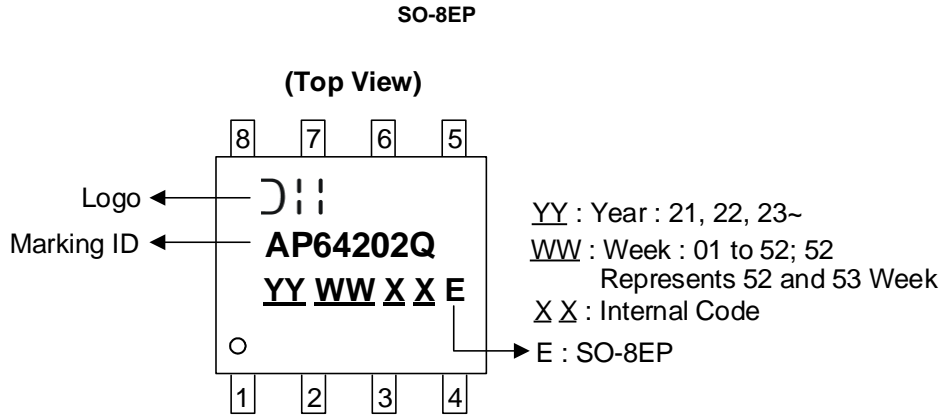 SO-8EP
(Top View)
8 7 6 5
Logo
Marking ID
AP64202Q
YY WW X X E
YY : Year : 21, 22, 23~
WW : Week : 01 to 52; 52
Represents 52 and 53 Week
X X : Internal Code
E : SO-8EP
1 2 3 4